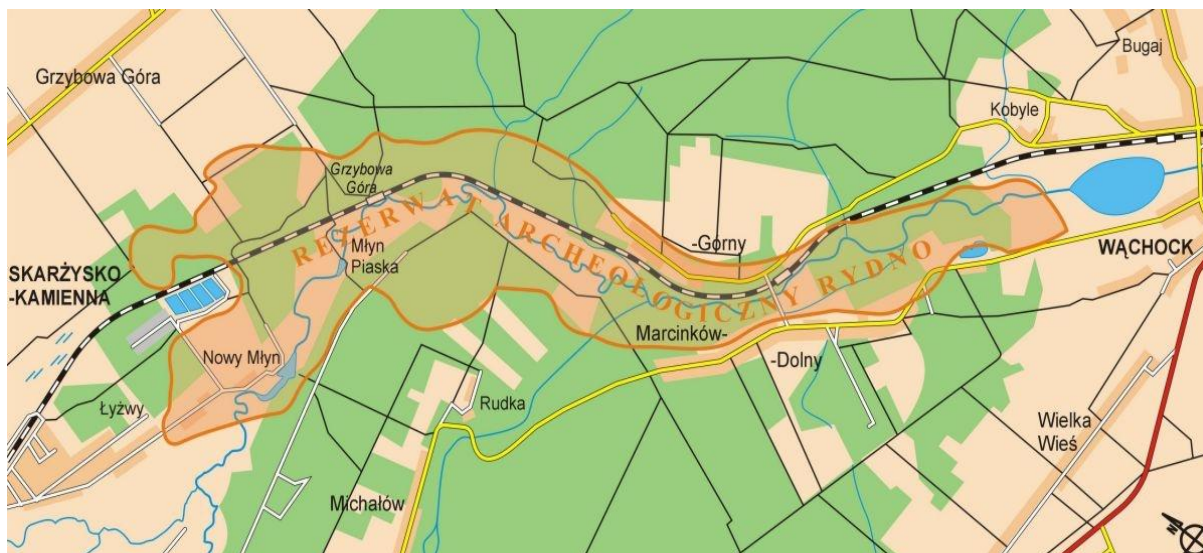 Grzybowa Góra
Bugaj
Kobyle
Grzybowa
Góra
REZERWAT ARCHEOLOGICZNY RYDNO
Młyn
Piaska
-Górny
WĄCHOCK
SKARŻYSKO
-KAMIENNA
Marcinków-
Nowy Młyn
-Dolny
Łyżwy
Rudka
Wielka
Wieś
Michałów
N